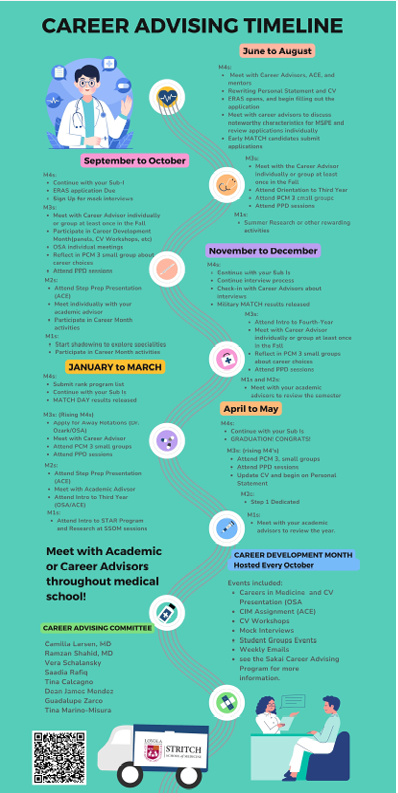 CAREER ADVISING TIMELINE
June to August
M4s:
Meet with Career Advisors, ACE, and
mentors
Rewriting Personal Statement and CV
ERAS opens, and begin filling out the
application
Meet with career advisors to discuss
noteworthy characteristics for MSPE and
review applications individually
Early MATCH candidates submit
applications
M3s:
Meet with the Career Advisor
individually or group at least
once in the Fall
Attend Orientation to Third Year
Attend PCM 3 small groups
Attend PPD sessions
M1s:
Summer Research or other rewarding
activities
September to October
M4s:
Continue with your Sub-I
ERAS application Due
Sign Up for mock interviews
M3s:
Meet with Career Advisor individually
or group at least once in the Fall
Participate in Career Development
Month(panels, CV Workshops, etc)
OSA individual meetings
Reflect in PCM 3 small group about
career choices
Attend PPD sessions
M2s:
Attend Step Prep Presentation
(ACE)
Meet individually with your
academic advisor
Participate in Career Month
activities
M1s:
Start shadowing to explore specialities
Participate in Career Month activities
November to December
M4s:
Continue with your Sub Is
Continue interview process
Check-in with Career Advisors about
interviews
Military MATCH results released
M3s:
Attend Intro to Fourth-Year
Meet with Career Advisor
individually or group at least once
in the Fall
Reflect in PCM 3 small groups
about career choices
Attend PPD sessions
M1s and M2s:
Meet with your academic
advisors to review the semester
JANUARY to MARCH
M4s:
Submit rank program list
Continue with your Sub Is
MATCH DAY results released
M3s: (Rising M4s)
Apply for Away Rotations (Dr.
Ozark/OSA)
Meet with Career Advisor
Attend PCM 3 small groups
Attend PPD sessions
M2s:
Attend Step Prep Presentation
(ACE)
Meet with Academic Advisor
Attend Intro to Third Year
(OSA/ACE)
M1s:
Attend Intro to STAR Program
and Research at SSOM sessions
April to May
M4s:
Continue with your Sub Is
GRADUATION! CONGRATS!
M3s: (rising M4's)
Attend PCM 3, small groups
Attend PPD sessions
Update CV and begin on Personal
Statement
M2s:
Step 1 Dedicated
M1s:
Meet with your academic
advisors to review the year.
Meet with Academic
or Career Advisors
throughout medical
school!
CAREER DEVELOPMENT MONTH
Hosted Every October
Events included:
Careers in Medicine and CV
Presentation (OSA
CIM Assignment (ACE)
CV Workshops
Mock Interviews
Student Groups Events
Weekly Emails
see the Sakai Career Advising
Program for more
information.
CAREER ADVISING COMMITTEE
Camilla Larsen, MD
Ramzan Shahid, MD
Vera Schalansky
Saadia Rafiq
Tina Calcagno
Dean James Mendez
Guadalupe Zarco
Tina Marino-Misura
LOYOLA
STRITCH
SCHOOL OF MEDICINE